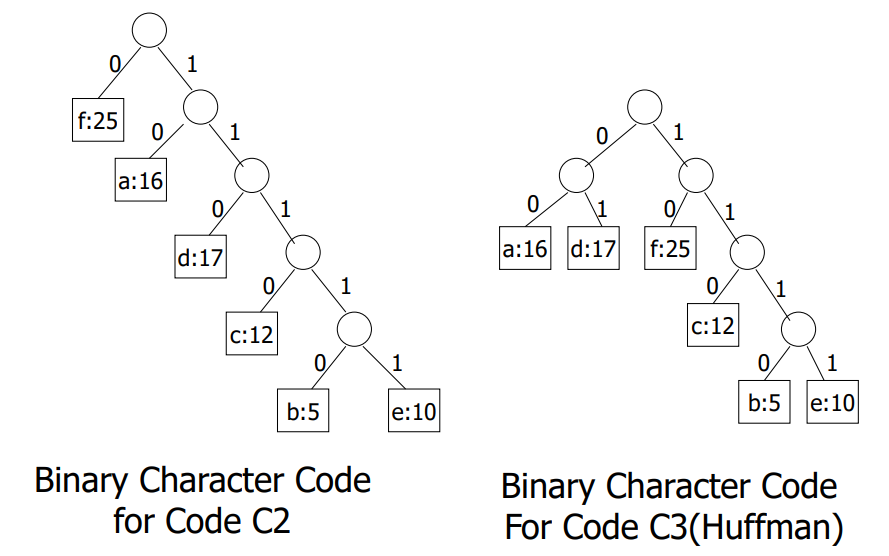 0 1
f:25
0 1
a:16
0 1
d:17
0 1
c:12
0 1
b:5 e:10
Binary Character Code
for Code C2
0 1
0 1 0 1
a:16 d:17 f:25
0 1
c:12
0 1
b:5 e:10
Binary Character Code
For Code C3(Huffman)